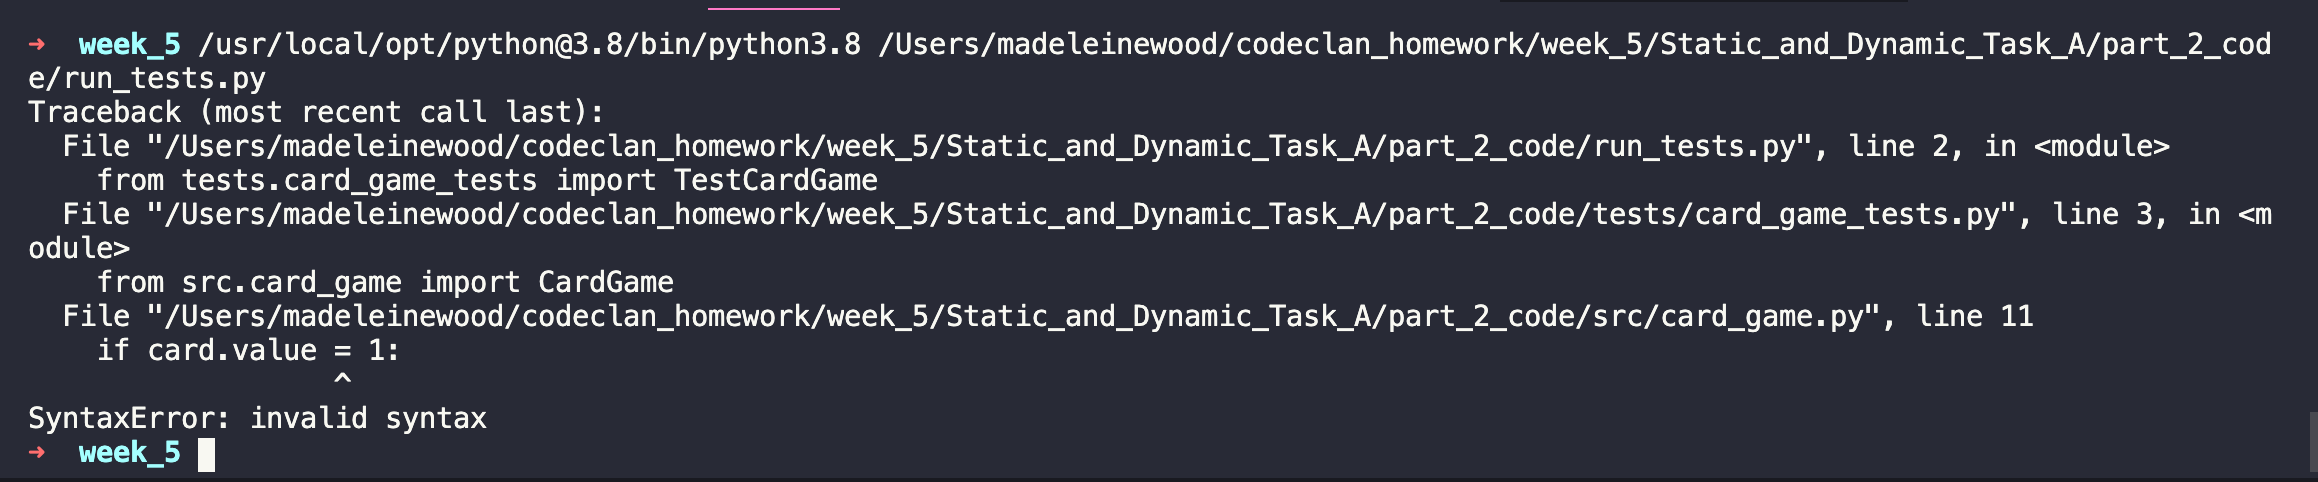 ➜  week_5 /usr/local/opt/python@3.8/bin/python3.8 /Users/madeleinewood/codeclan_homework/week_5/Static_and_Dynamic_Task_A/part_2_cod
e/run_tests.py
Traceback (most recent call last):
  File "/Users/madeleinewood/codeclan_homework/week_5/Static_and_Dynamic_Task_A/part_2_code/run_tests.py", line 2, in <module>
    from tests.card_game_tests import TestCardGame
  File "/Users/madeleinewood/codeclan_homework/week_5/Static_and_Dynamic_Task_A/part_2_code/tests/card_game_tests.py", line 3, in <m
odule>
    from src.card_game import CardGame
  File "/Users/madeleinewood/codeclan_homework/week_5/Static_and_Dynamic_Task_A/part_2_code/src/card_game.py", line 11
    if card.value = 1:
                  ^
SyntaxError: invalid syntax
➜  week_5